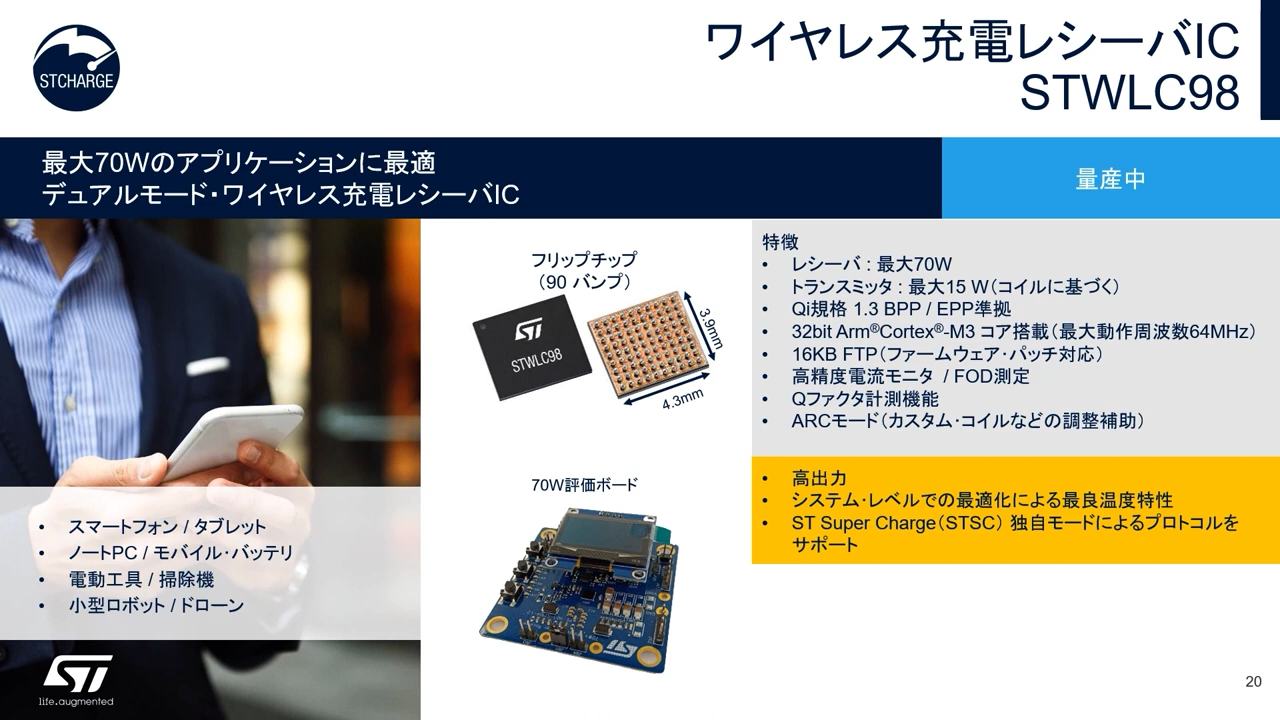 STCHARGE
ワイヤレス充電レシーバIC
STWLC98
最大70Wのアプリケーションに最適
デュアルモード・ワイヤレス充電レシーバIC
量産中
フリップチップ
（90 バンプ）
ST
STWLC98
3.9mm
4.3mm
70W評価ボード
特徴
• レシーバ : 最大70W
• トランスミッタ : 最大15 W（コイルに基づく）
• Qi規格 1.3 BPP / EPP準拠
• 32bit Arm®Cortex®-M3 コア搭載（最大動作周波数64MHz）
• 16KB FTP（ファームウェア・パッチ対応）
• 高精度電流モニタ / FOD測定
• Qファクタ計測機能
• ARCモード（カスタム・コイルなどの調整補助）
• 高出力
• システム・レベルでの最適化による最良温度特性
• ST Super Charge（STSC） 独自モードによるプロトコルを
サポート
• スマートフォン / タブレット
• ノートPC / モバイル・バッテリ
• 電動工具 / 掃除機
• 小型ロボット / ドローン
ST
life.augmented
20